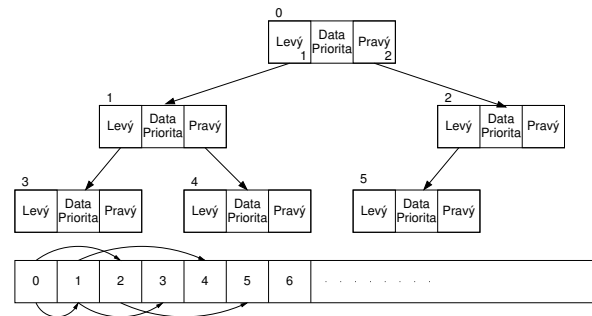 0
Levý Data Pravý
Priorita
1 2
1 2
Levý Data Pravý Levý Data Pravý
Priorita Priorita
3 4 5
Levý Data Pravý Levý Data Pravý Levý Data Pravý
Priorita Priorita Priorita
0 1 2 3 4 5 6 . . . . . . . .